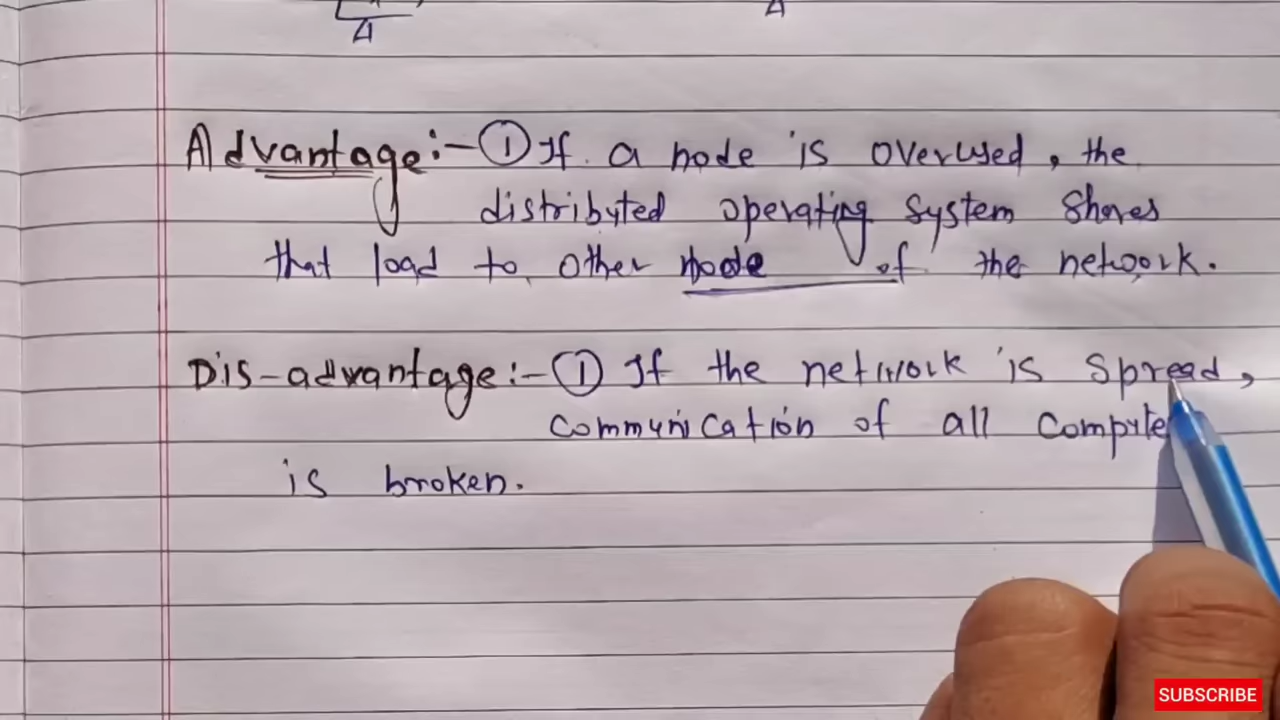 Advantage:- ① If a node is overused, the
distributed operating system shares
that load to other node of the network.
Dis-advantage:- ① If the network is spread,
communication of all Compute
is broken.
SUBSCRIBE